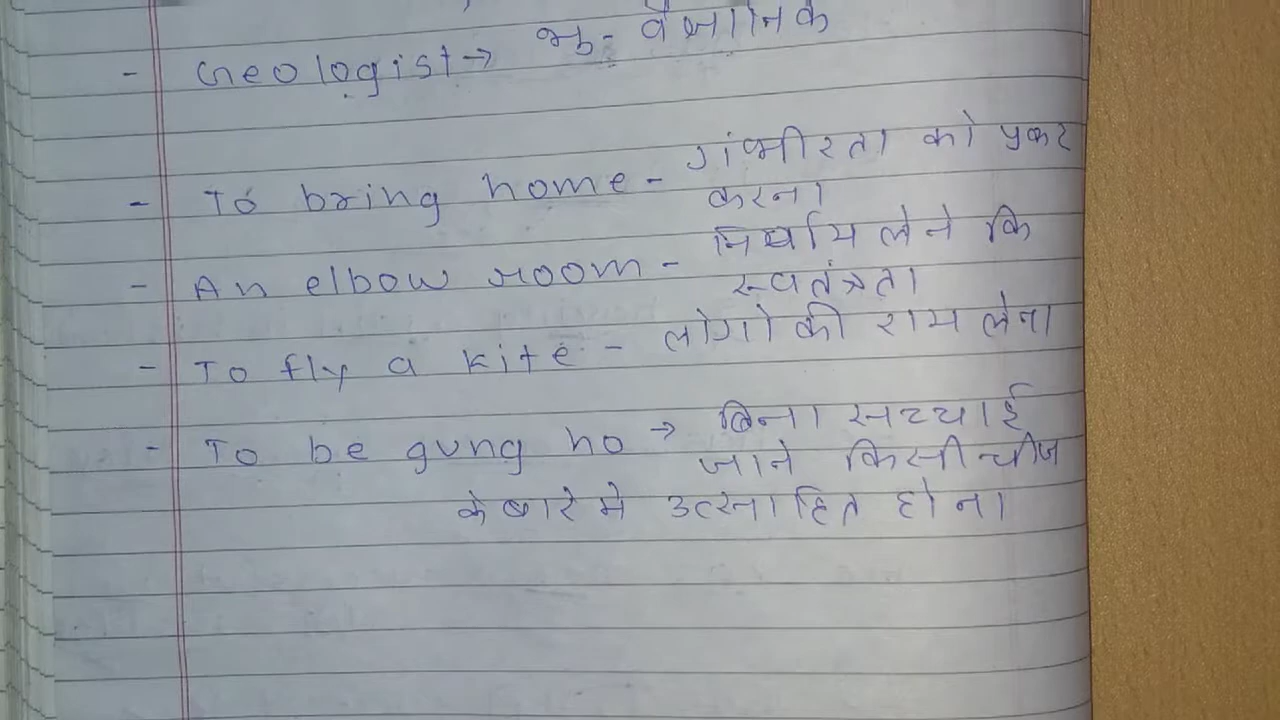 - Geologist → भू-वैज्ञानिक
- To bring home - गंभीरता को प्रकट
करना।
- An elbow room - निर्णय लेने कि
स्वतंत्रता
- To fly a kite - लोगो की राय लेना
- To be gung ho → बिना सच्चाई
जाने किसी चीज
के बारे मे उत्साहित होना।